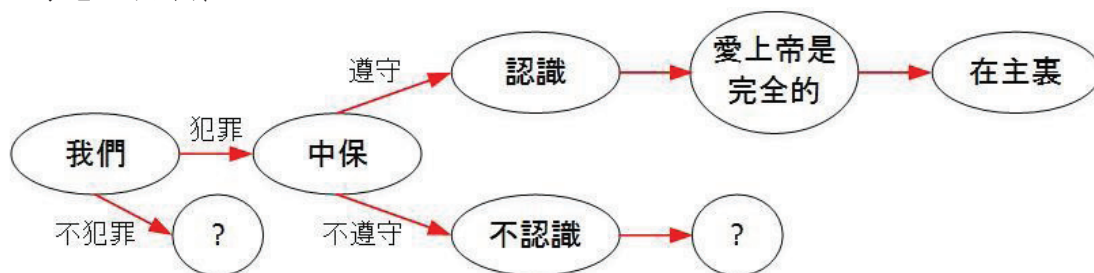 遵守
認識
愛上帝是
完全的
在主裏
我們
犯罪
中保
不犯罪
?
不遵守
不認識
?